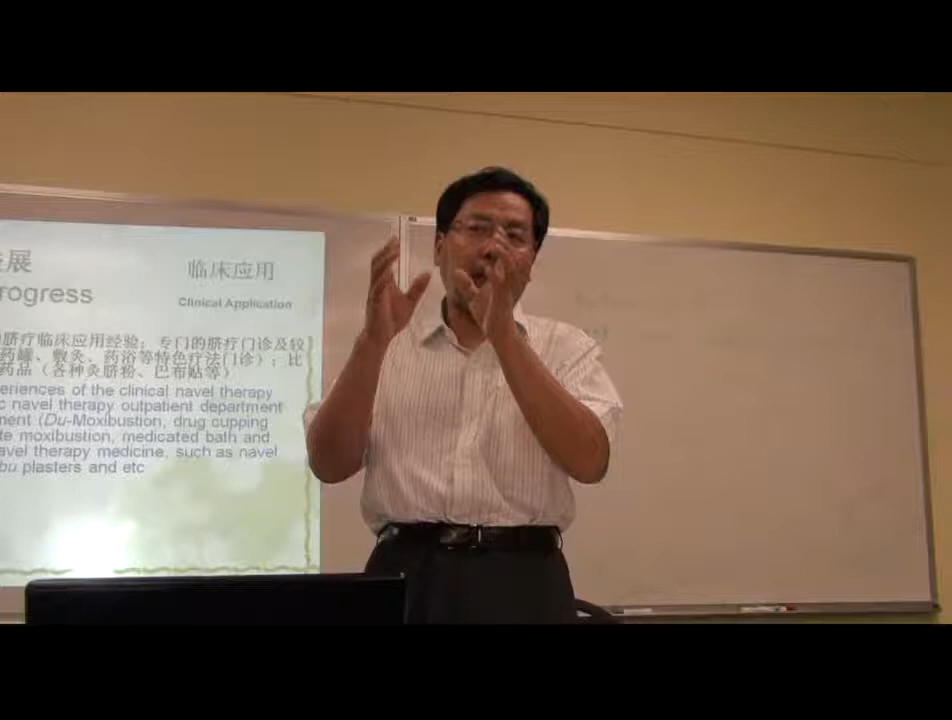 展
临床应用
rogress
Clinical Application
脐疗临床应用经验；专门的脐疗门诊及较
药罐、敷灸、药浴等特色疗法门诊）；比
药品（各种灸脐粉、巴布贴等）
eriences of the clinical navel therapy
c navel therapy outpatient department
ment (Du-Moxibustion, drug cupping
te moxibustion, medicated bath and
avel therapy medicine, such as navel
bu plasters and etc